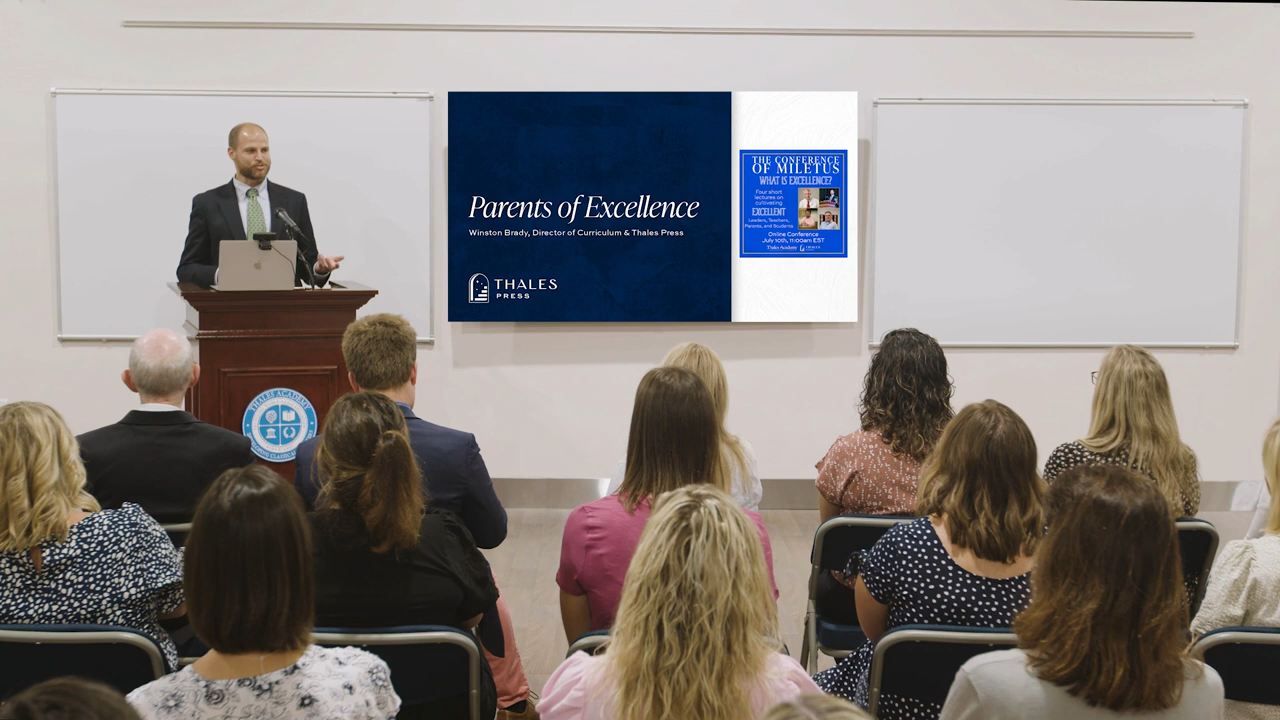 Parents of Excellence
Winston Brady, Director of Curriculum & Thales Press
THALES
PRESS
THE CONFERENCE
OF MILETUS
WHAT IS EXCELLENCE?
Four short
lectures on
cultivating
EXCELLENT
Leaders, Teachers,
Parents, and Students
Online Conference
July 10th, 11:00am EST
Thales Academy
THALES
THALES ACADEMY